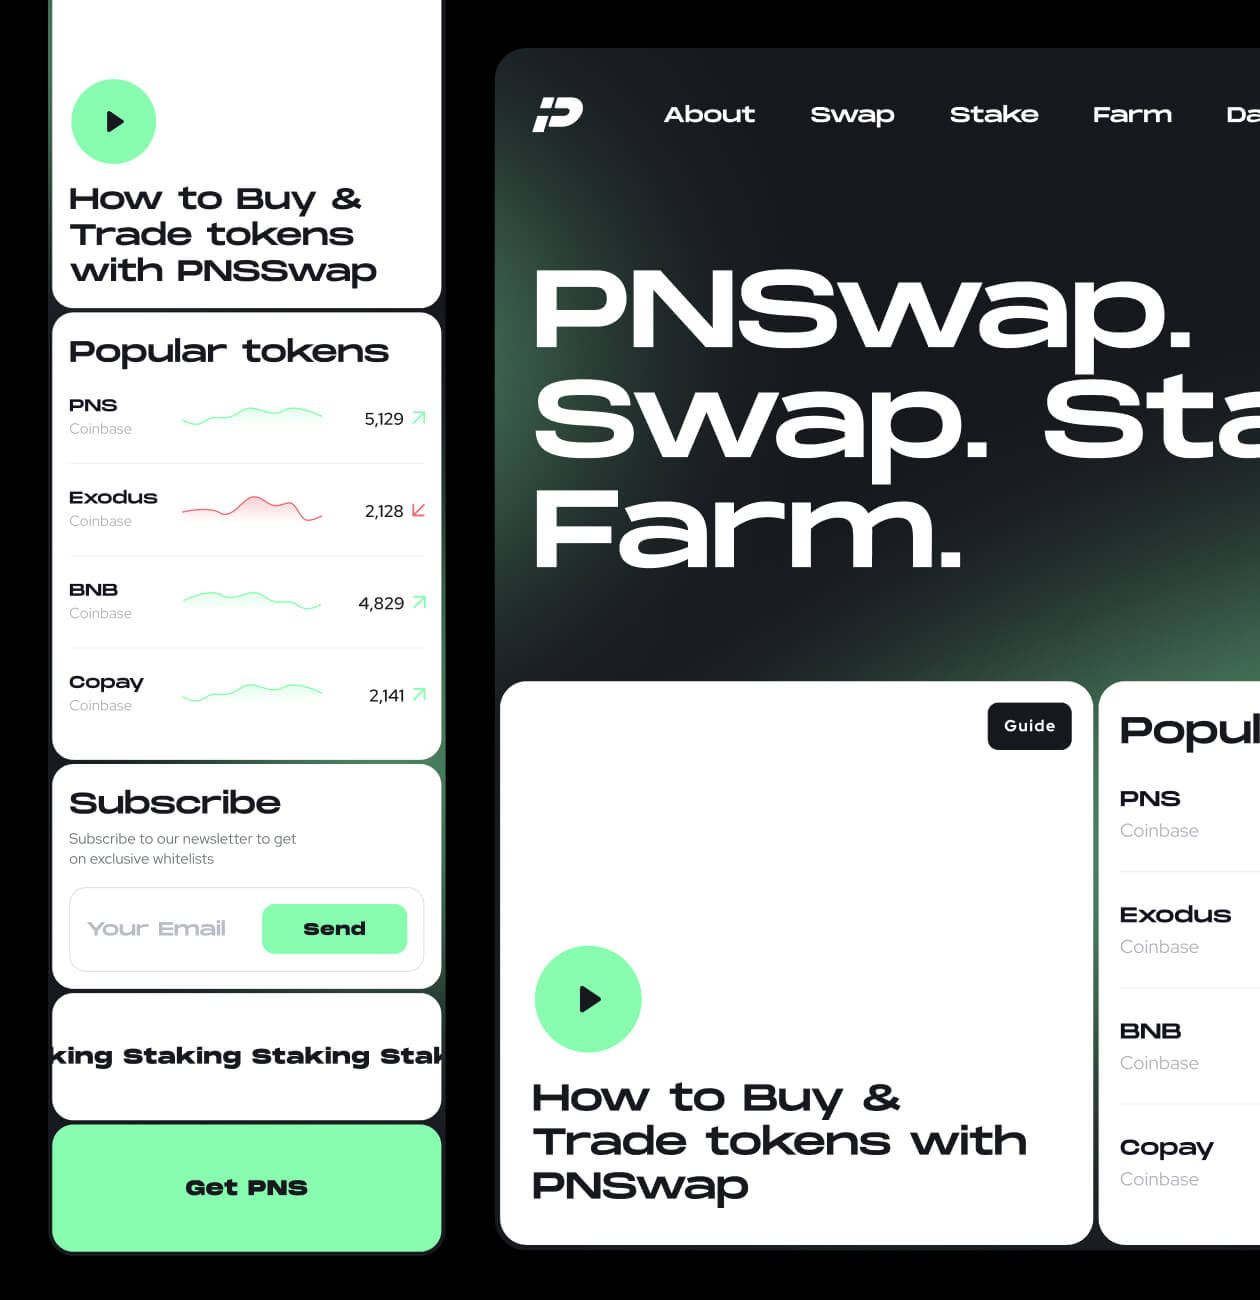 How to Buy &
Trade tokens
with PNSSwap
Popular tokens
PNS
Coinbase
5,129
Exodus
Coinbase
2,128
BNB
Coinbase
4,829
Copay
Coinbase
2,141
Subscribe
Subscribe to our newsletter to get
on exclusive whitelists
Your Email
Send
king Staking Staking Stak
Get PNS
About Swap Stake Farm Da
PNSwap.
Swap. Sta
Farm.
Guide
How to Buy &
Trade tokens with
PNSwap
Popul
PNS
Coinbase
Exodus
Coinbase
BNB
Coinbase
Copay
Coinbase